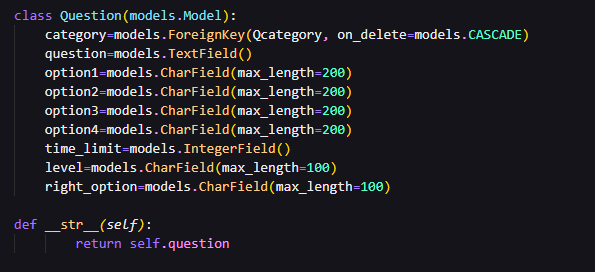 class Question(models.Model):
    category=models.ForeignKey(Qcategory, on_delete=models.CASCADE)
    question=models.TextField()
    option1=models.CharField(max_length=200)
    option2=models.CharField(max_length=200)
    option3=models.CharField(max_length=200)
    option4=models.CharField(max_length=200)
    time_limit=models.IntegerField()
    level=models.CharField(max_length=100)
    right_option=models.CharField(max_length=100)

def __str__(self):
        return self.question